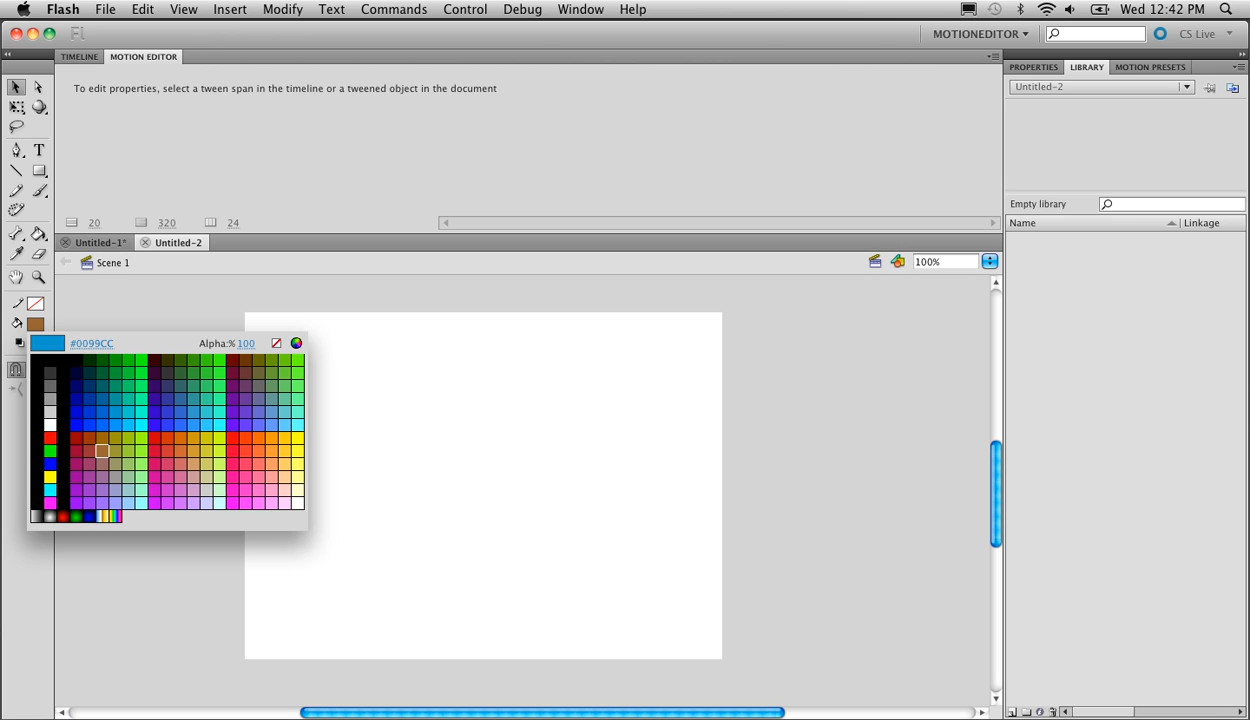 Flash File Edit View Insert Modify Text Commands Control Debug Window Help Wed 12:42 PM
Fl MOTIONEDITOR CS Live
TIMELINE MOTION EDITOR
PROPERTIES LIBRARY MOTION PRESETS
To edit properties, select a tween span in the timeline or a tweened object in the document
Untitled-2
T
Empty library
20 320 24
Name Linkage
Untitled-1* Untitled-2
Scene 1 100%
#0099CC Alpha:% 100